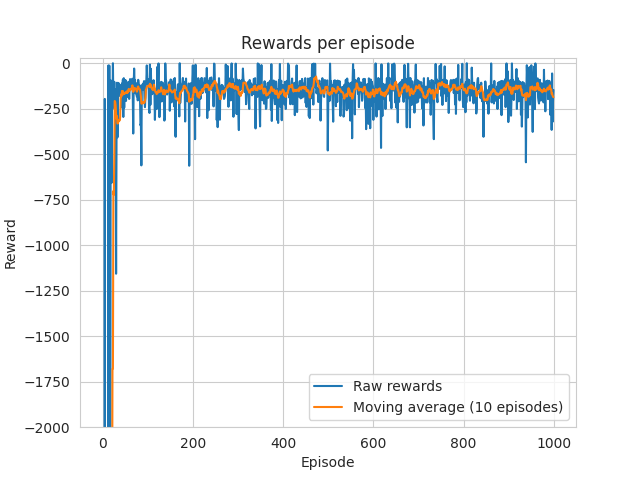 Rewards per episode
0
−250
−500
−750
−1000
−1250
−1500
−1750
−2000
Reward
Raw rewards
Moving average (10 episodes)
0 200 400 600 800 1000
Episode